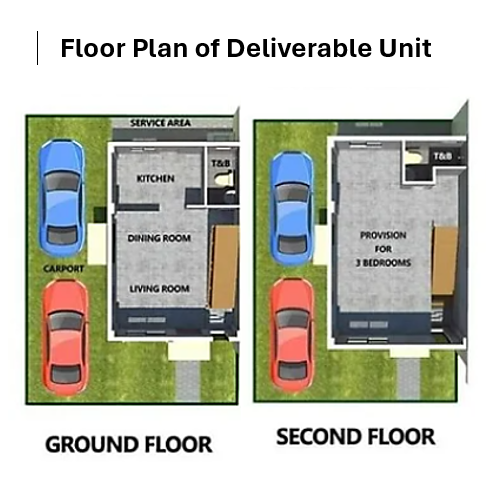 Floor Plan of Deliverable Unit
SERVICE AREA
T&B
KITCHEN
DINING ROOM
CARPORT
LIVING ROOM
GROUND FLOOR
T&B
PROVISION
FOR
3 BEDROOMS
SECOND FLOOR